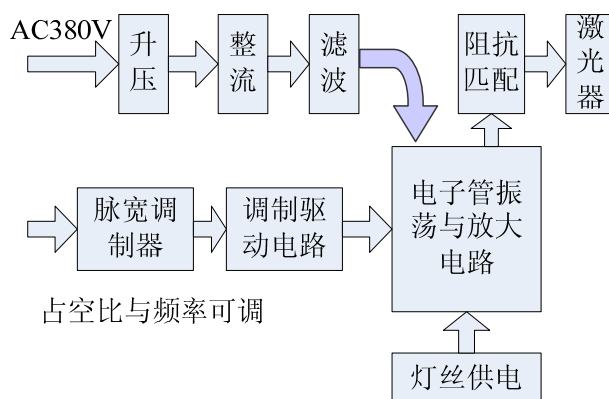 AC380V
升
压
整
流
滤
波
阻抗
匹配
激
光
器
脉宽调
制器
调制驱
动电路
电子管振
荡与放大
电路
占空比与频率可调
灯丝供电